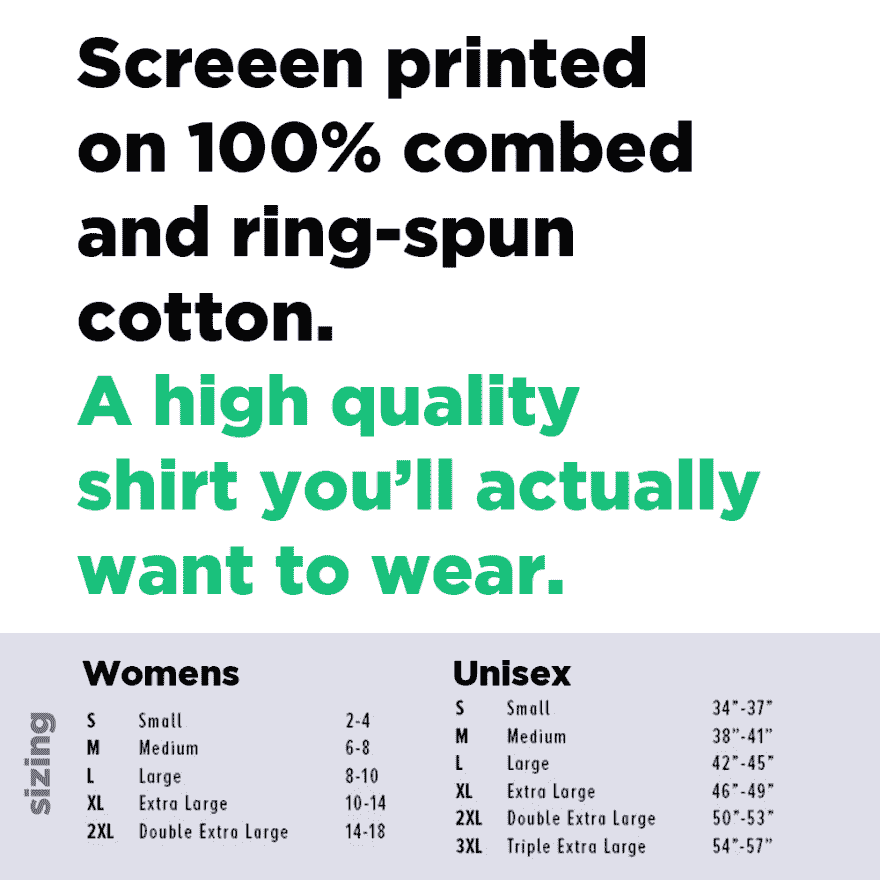 Screeen printed
on 100% combed
and ring-spun
cotton.
A high quality
shirt you’ll actually
want to wear.
sizing
Womens
S Small 2-4
M Medium 6-8
L Large 8-10
XL Extra Large 10-14
2XL Double Extra Large 14-18
Unisex
S Small 34”-37”
M Medium 38”-41”
L Large 42”-45”
XL Extra Large 46”-49”
2XL Double Extra Large 50”-53”
3XL Triple Extra Large 54”-57”